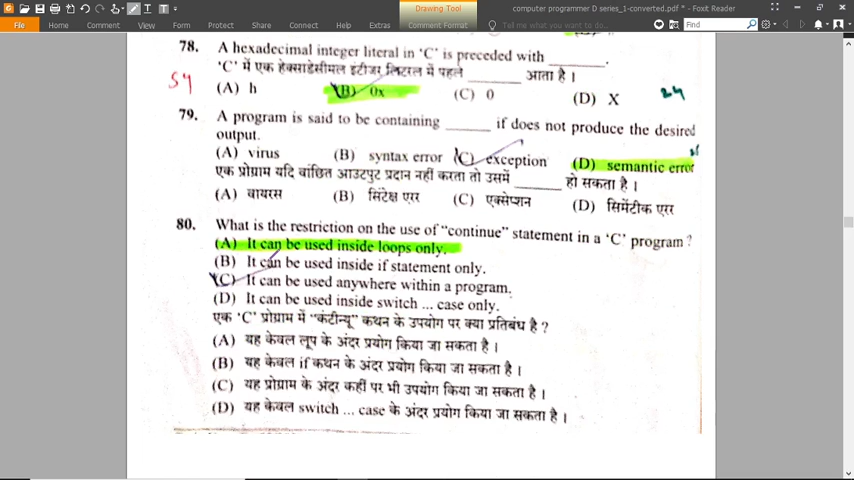 Drawing Tool
computer programmer D series_1-converted.pdf * - Foxit Reader
File Home Comment View Form Protect Share Connect Help Comment Format Tell me what you want to do... Find
78. A hexadecimal integer literal in 'C' is preceded with ______.
'C' में एक हेक्साडेसीमल इंटीजर लिटरल में पहले ______ आता है ।
(A) h (B) 0x (C) 0 (D) X
79. A program is said to be containing ______ if does not produce the desired
output.
(A) virus (B) syntax error (C) exception (D) semantic error
एक प्रोग्राम यदि वांछित आउटपुट प्रदान नहीं करता तो उसमें ______ हो सकता है ।
(A) वायरस (B) सिंटेक्ष एरर (C) एक्सेप्शन (D) सिमेंटीक एरर
80. What is the restriction on the use of "continue" statement in a 'C' program ?
(A) It can be used inside loops only.
(B) It can be used inside if statement only.
(C) It can be used anywhere within a program.
(D) It can be used inside switch ... case only.
एक 'C' प्रोग्राम में "कंटीन्यू" कथन के उपयोग पर क्या प्रतिबंध है ?
(A) यह केवल लूप के अंदर प्रयोग किया जा सकता है ।
(B) यह केवल if कथन के अंदर प्रयोग किया जा सकता है ।
(C) यह प्रोग्राम के अंदर कहीं पर भी उपयोग किया जा सकता है ।
(D) यह केवल switch ... case के अंदर प्रयोग किया जा सकता है ।